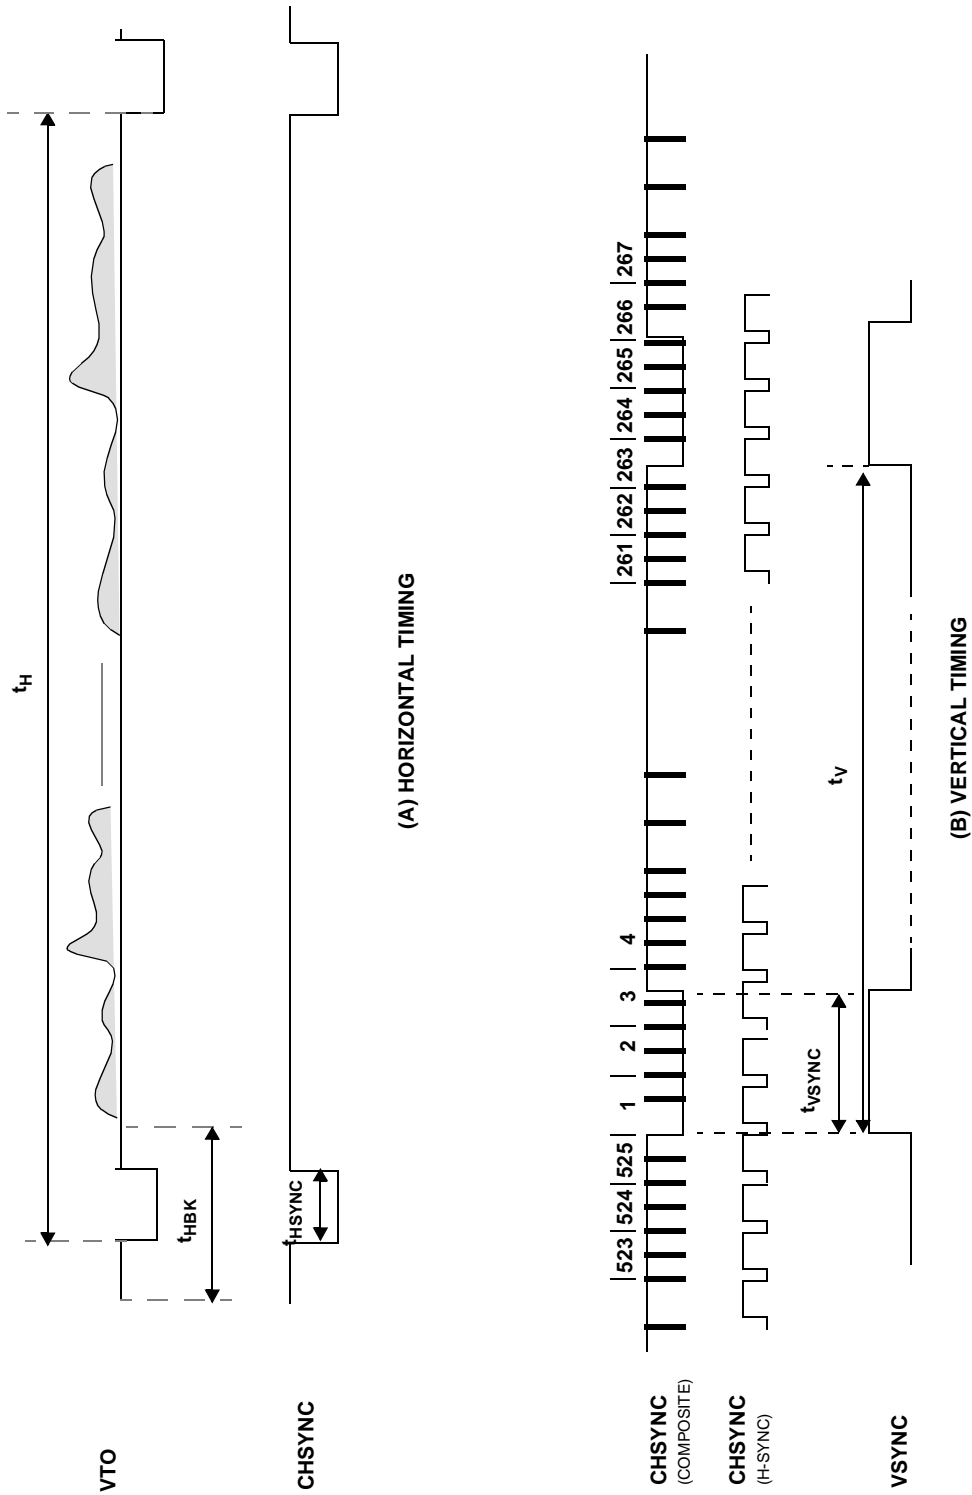 tH
VTO
tHBK
CHSYNC
tHSYNC
(A) HORIZONTAL TIMING
523 524 525 1 2 3 4 261 262 263 264 265 266 267
CHSYNC
(COMPOSITE)
CHSYNC
(H-SYNC)
tVSYNC
tV
VSYNC
(B) VERTICAL TIMING